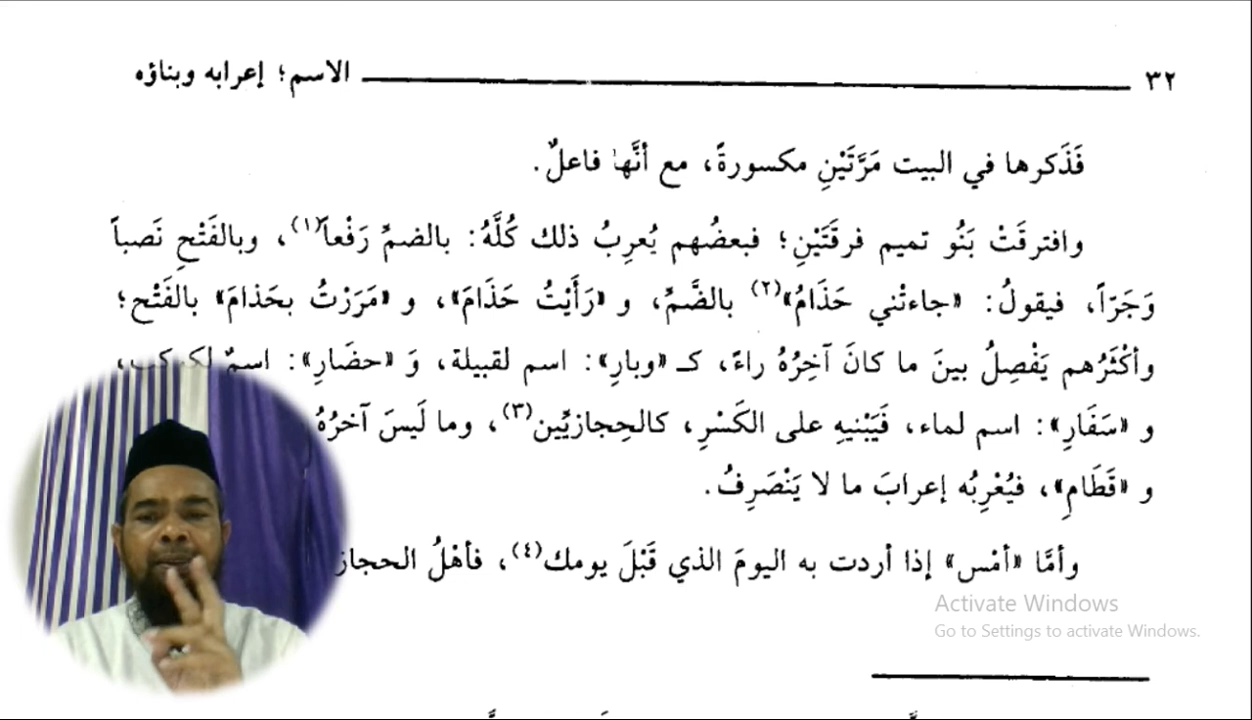 ٣٢ الاسم؛ إعرابه وبناؤه
فَذَكرها في البيت مَرَّتَيْنِ مكسورةً، مع أنَّها فاعلٌ.
وافترقَتْ بَنُو تميم فرقَتَيْنِ؛ فبعضُهم يُعرِبُ ذلك كُلَّهُ: بالضمِّ رَفْعاً(١)، وبالفَتْحِ نَصباً
وَجَرّاً، فيقولُ: «جاءتْني حَذَامُ»(٢) بالضَّمِّ، و «رَأَيْتُ حَذَامَ»، و «مَرَرْتُ بحَذامَ» بالفَتْح؛
وأكْثَرُهم يَفْصِلُ بينَ ما كانَ آخِرُهُ راءً، كـ «وبارِ»: اسم لقبيلة، وَ «حضَارِ»: اسمٌ لكوكب،
و «سَفَارِ»: اسم لماء، فَيَبْنيهِ على الكَسْرِ، كالحِجازيِّين(٣)، وما لَيسَ آخرُهُ
و «قَطَامِ»، فيُعْرِبُه إعرابَ ما لا يَنْصَرِفُ.
وأمَّا «أمْس» إذا أردت به اليومَ الذي قَبْلَ يومك(٤)، فأهْلُ
Activate Windows
Go to Settings to activate Windows.